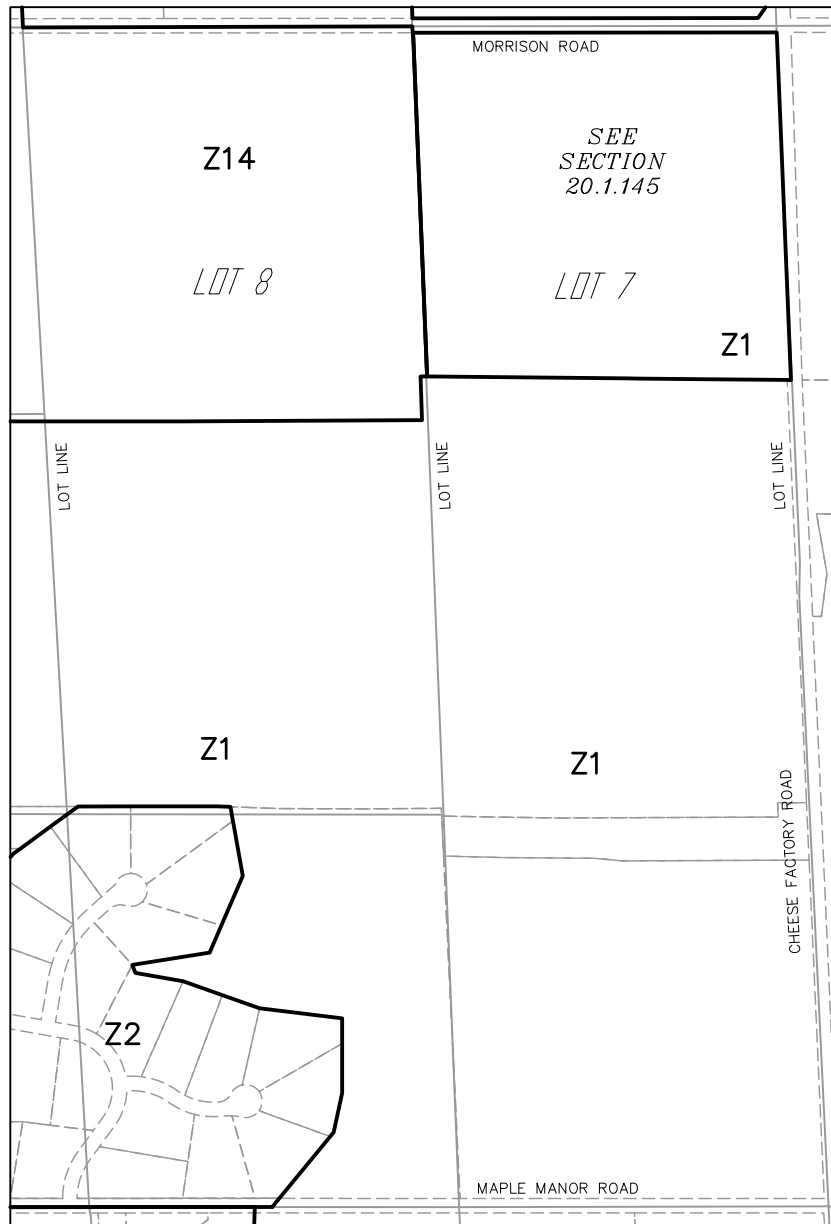 MORRISON ROAD
SEE
SECTION
20.1.145
Z14
LOT 8
LOT 7
Z1
LOT LINE
LOT LINE
LOT LINE
Z1
Z1
CHEESE FACTORY ROAD
Z2
MAPLE MANOR ROAD